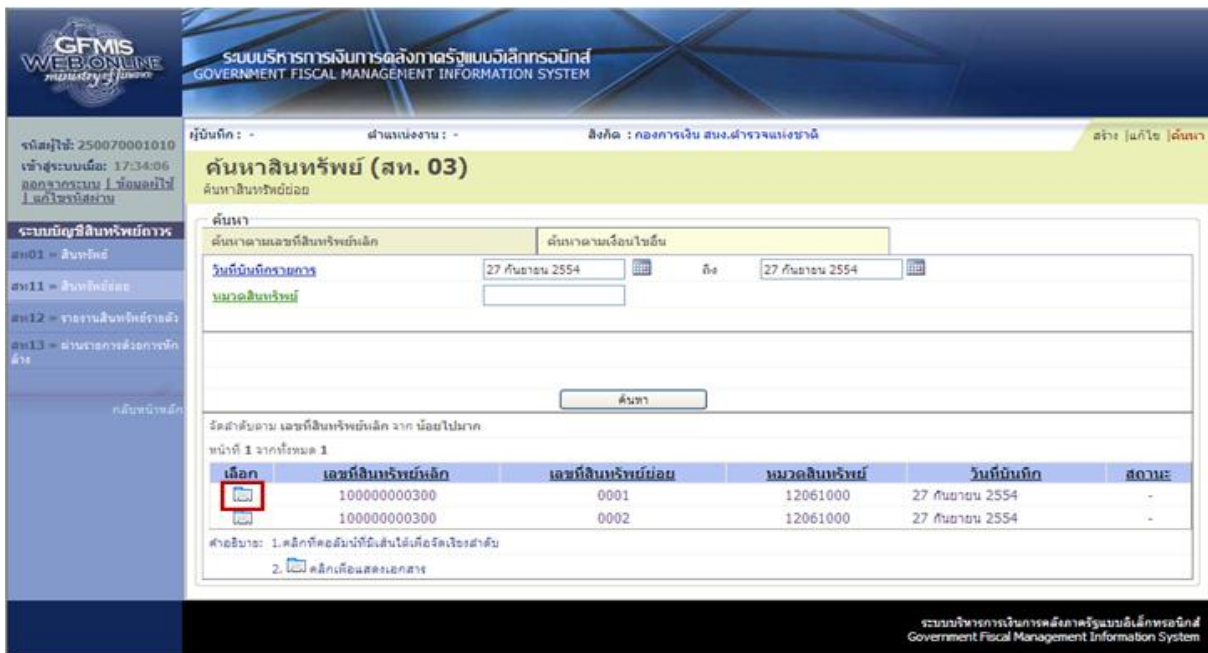 GFMIS
WEB ONLINE
ministry of finance
ระบบบริหารการเงินการคลังภาครัฐแบบอิเล็กทรอนิกส์
GOVERNMENT FISCAL MANAGEMENT INFORMATION SYSTEM
รหัสผู้ใช้: 250070001010
เข้าสู่ระบบเมื่อ: 17:34:06
ออกจากระบบ | ข้อมูลผู้ใช้
| แก้ไขรหัสผ่าน
ระบบบัญชีสินทรัพย์ถาวร
สท01 = สินทรัพย์
สท11 = สินทรัพย์ย่อย
สท12 = รายงานสินทรัพย์รายตัว
สท13 = ผ่านรายการด้วยการหัก
ล้าง
กลับหน้าหลัก
ผู้บันทึก : - ตำแหน่งงาน : - สังกัด : กองการเงิน สนง.ตำรวจแห่งชาติ สร้าง |แก้ไข |ค้นหา
ค้นหาสินทรัพย์ (สท. 03)
ค้นหาสินทรัพย์ย่อย
ค้นหา
ค้นหาตามเลขที่สินทรัพย์หลัก ค้นหาตามเงื่อนไขอื่น
วันที่บันทึกรายการ 27 กันยายน 2554 ถึง 27 กันยายน 2554
หมวดสินทรัพย์
ค้นหา
จัดลำดับตาม เลขที่สินทรัพย์หลัก จาก น้อยไปมาก
หน้าที่ 1 จากทั้งหมด 1
เลือก เลขที่สินทรัพย์หลัก เลขที่สินทรัพย์ย่อย หมวดสินทรัพย์ วันที่บันทึก สถานะ
100000000300 0001 12061000 27 กันยายน 2554 -
100000000300 0002 12061000 27 กันยายน 2554 -
คำอธิบาย: 1.คลิกที่คอลัมน์ที่มีเส้นใต้เพื่อจัดเรียงลำดับ
2. คลิกเพื่อแสดงเอกสาร
ระบบบริหารการเงินการคลังภาครัฐแบบอิเล็กทรอนิกส์
Government Fiscal Management Information System